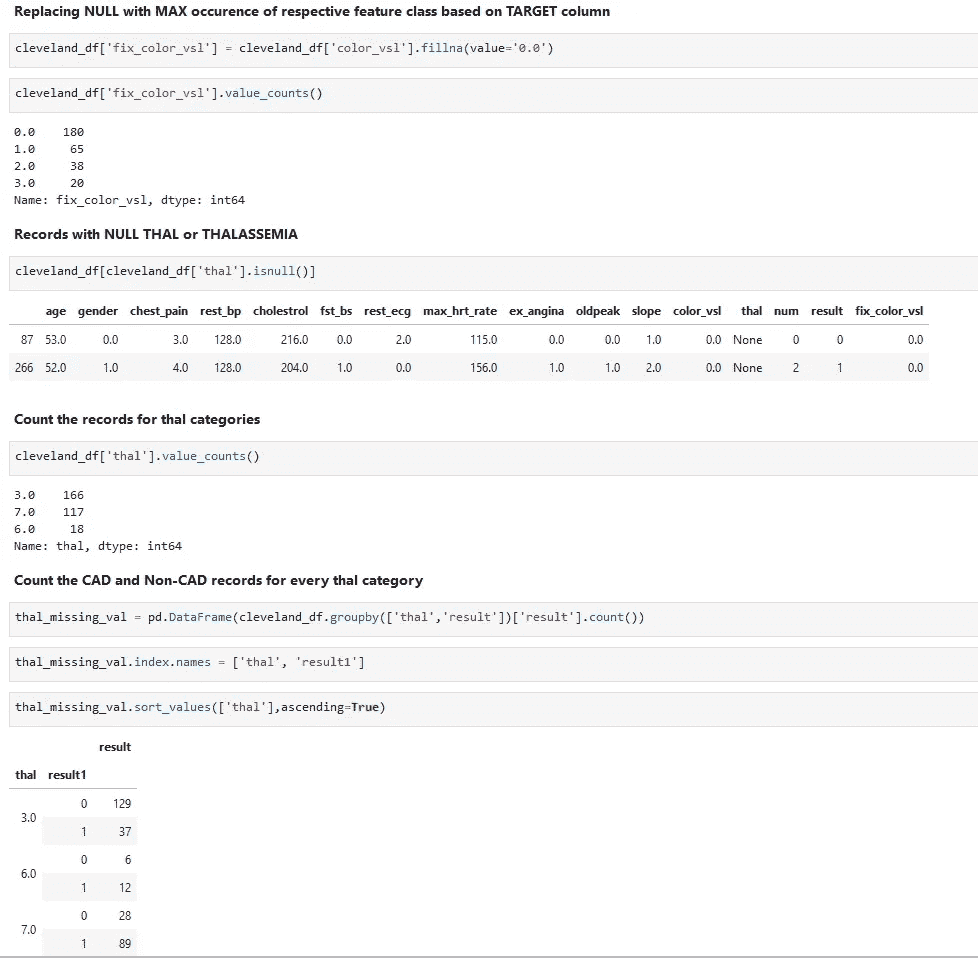 Replacing NULL with MAX occurence of respective feature class based on TARGET column
cleveland_df['fix_color_vsl'] = cleveland_df['color_vsl'].fillna(value='0.0')
cleveland_df['fix_color_vsl'].value_counts()
0.0    180
1.0     65
2.0     38
3.0     20
Name: fix_color_vsl, dtype: int64
Records with NULL THAL or THALASSEMIA
cleveland_df[cleveland_df['thal'].isnull()]
age gender chest_pain rest_bp cholestrol fst_bs rest_ecg max_hrt_rate ex_angina oldpeak slope color_vsl thal num result fix_color_vsl
87 53.0 0.0 3.0 128.0 216.0 0.0 2.0 115.0 0.0 0.0 1.0 0.0 None 0 0 0.0
266 52.0 1.0 4.0 128.0 204.0 1.0 0.0 156.0 1.0 1.0 2.0 0.0 None 2 1 0.0
Count the records for thal categories
cleveland_df['thal'].value_counts()
3.0    166
7.0    117
6.0     18
Name: thal, dtype: int64
Count the CAD and Non-CAD records for every thal category
thal_missing_val = pd.DataFrame(cleveland_df.groupby(['thal','result'])['result'].count())
thal_missing_val.index.names = ['thal', 'result1']
thal_missing_val.sort_values(['thal'],ascending=True)
result
thal result1
3.0 0 129
1 37
6.0 0 6
1 12
7.0 0 28
1 89